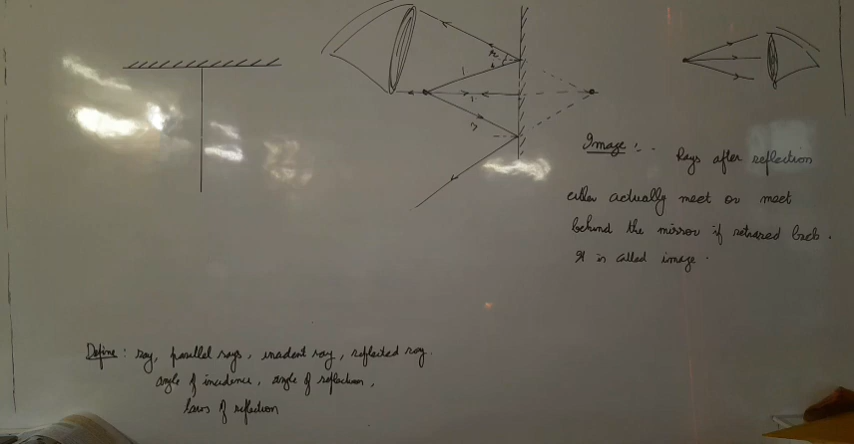 Image :- Rays after reflection
either actually meet or meet
behind the mirror if retraced back.
It is called image.
Define : ray, parallel rays, incident ray, reflected ray.
angle of incidence, angle of reflection,
laws of reflection